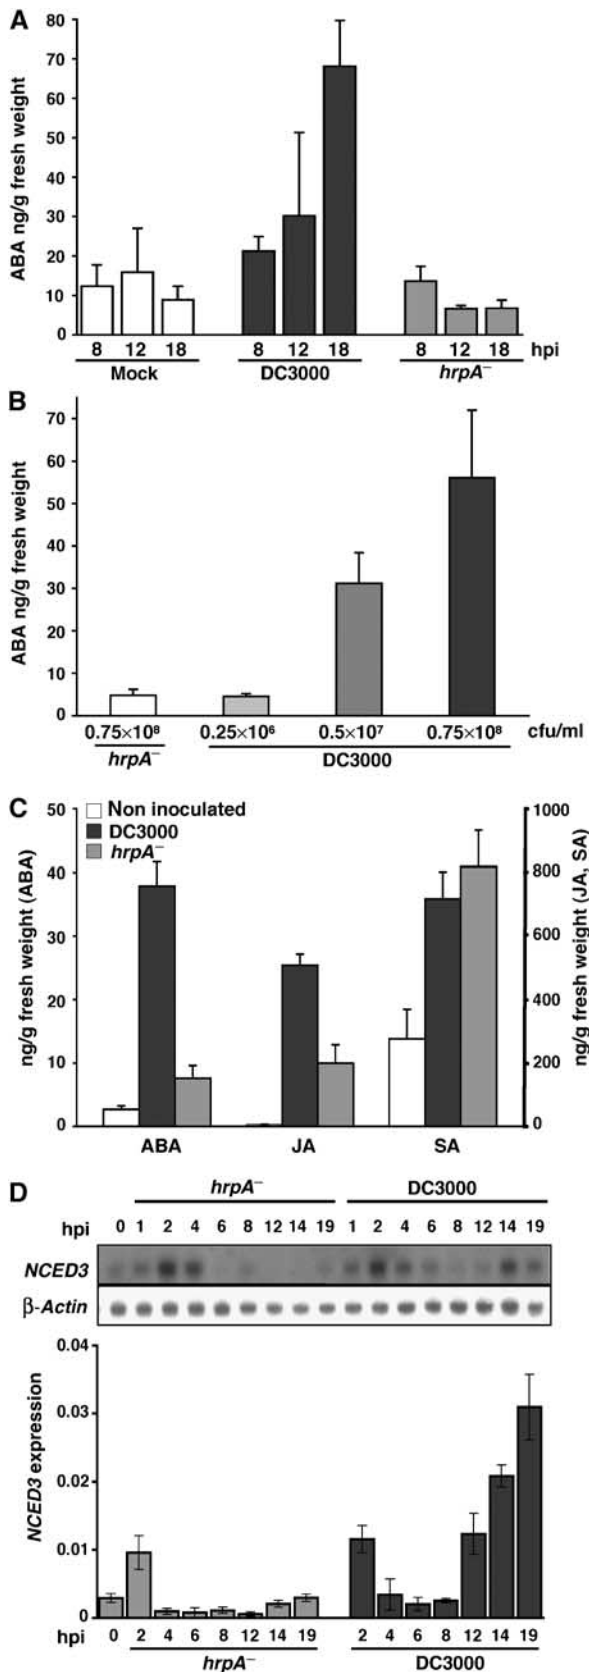 A
ABA ng/g fresh weight
80
70
60
50
40
30
20
10
0
8 12 18 8 12 18 8 12 18 hpi
Mock DC3000 hrpA⁻
B
ABA ng/g fresh weight
70
60
50
40
30
20
10
0
0.75×10⁸ 0.25×10⁶ 0.5×10⁷ 0.75×10⁸ cfu/ml
hrpA⁻ DC3000
C
Non inoculated
DC3000
hrpA⁻
ng/g fresh weight (ABA)
50
40
30
20
10
0
ng/g fresh weight (JA, SA)
1000
800
600
400
200
0
ABA JA SA
D
hrpA⁻ DC3000
hpi 0 1 2 4 6 8 12 14 19 1 2 4 6 8 12 14 19
NCED3
β-Actin
NCED3 expression
0.04
0.03
0.02
0.01
0
hpi 0 2 4 6 8 12 14 19 2 4 6 8 12 14 19
hrpA⁻ DC3000